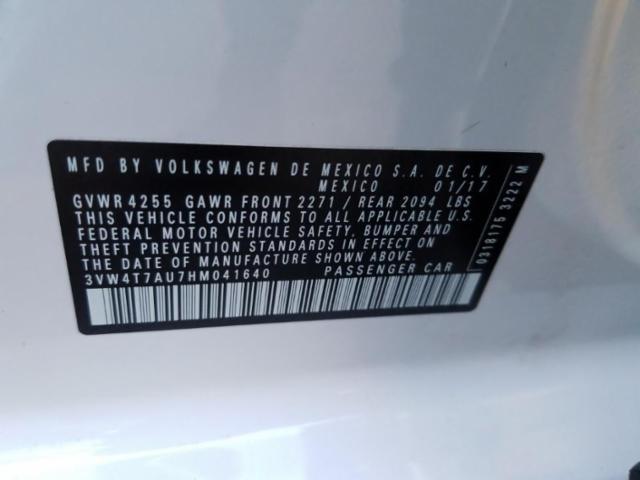 MFD BY VOLKSWAGEN DE MEXICO S.A. DE C.V.
MEXICO 01/17
GVWR 4255 GAWR FRONT 2271 / REAR 2094 LBS
THIS VEHICLE CONFORMS TO ALL APPLICABLE U.S.
FEDERAL MOTOR VEHICLE SAFETY, BUMPER AND
THEFT PREVENTION STANDARDS IN EFFECT ON
THE DATE OF MANUFACTURE SHOWN ABOVE.
3VW4T7AU7HM041640 PASSENGER CAR
0318175 3222 M